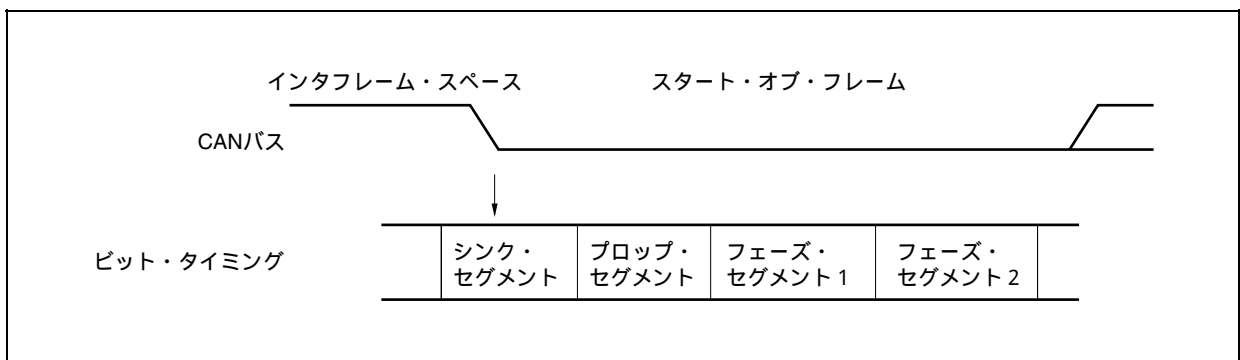 インタフレーム・スペース
スタート・オブ・フレーム
CANバス
ビット・タイミング
シンク・
セグメント
プロップ・
セグメント
フェーズ・
セグメント1
フェーズ・
セグメント2